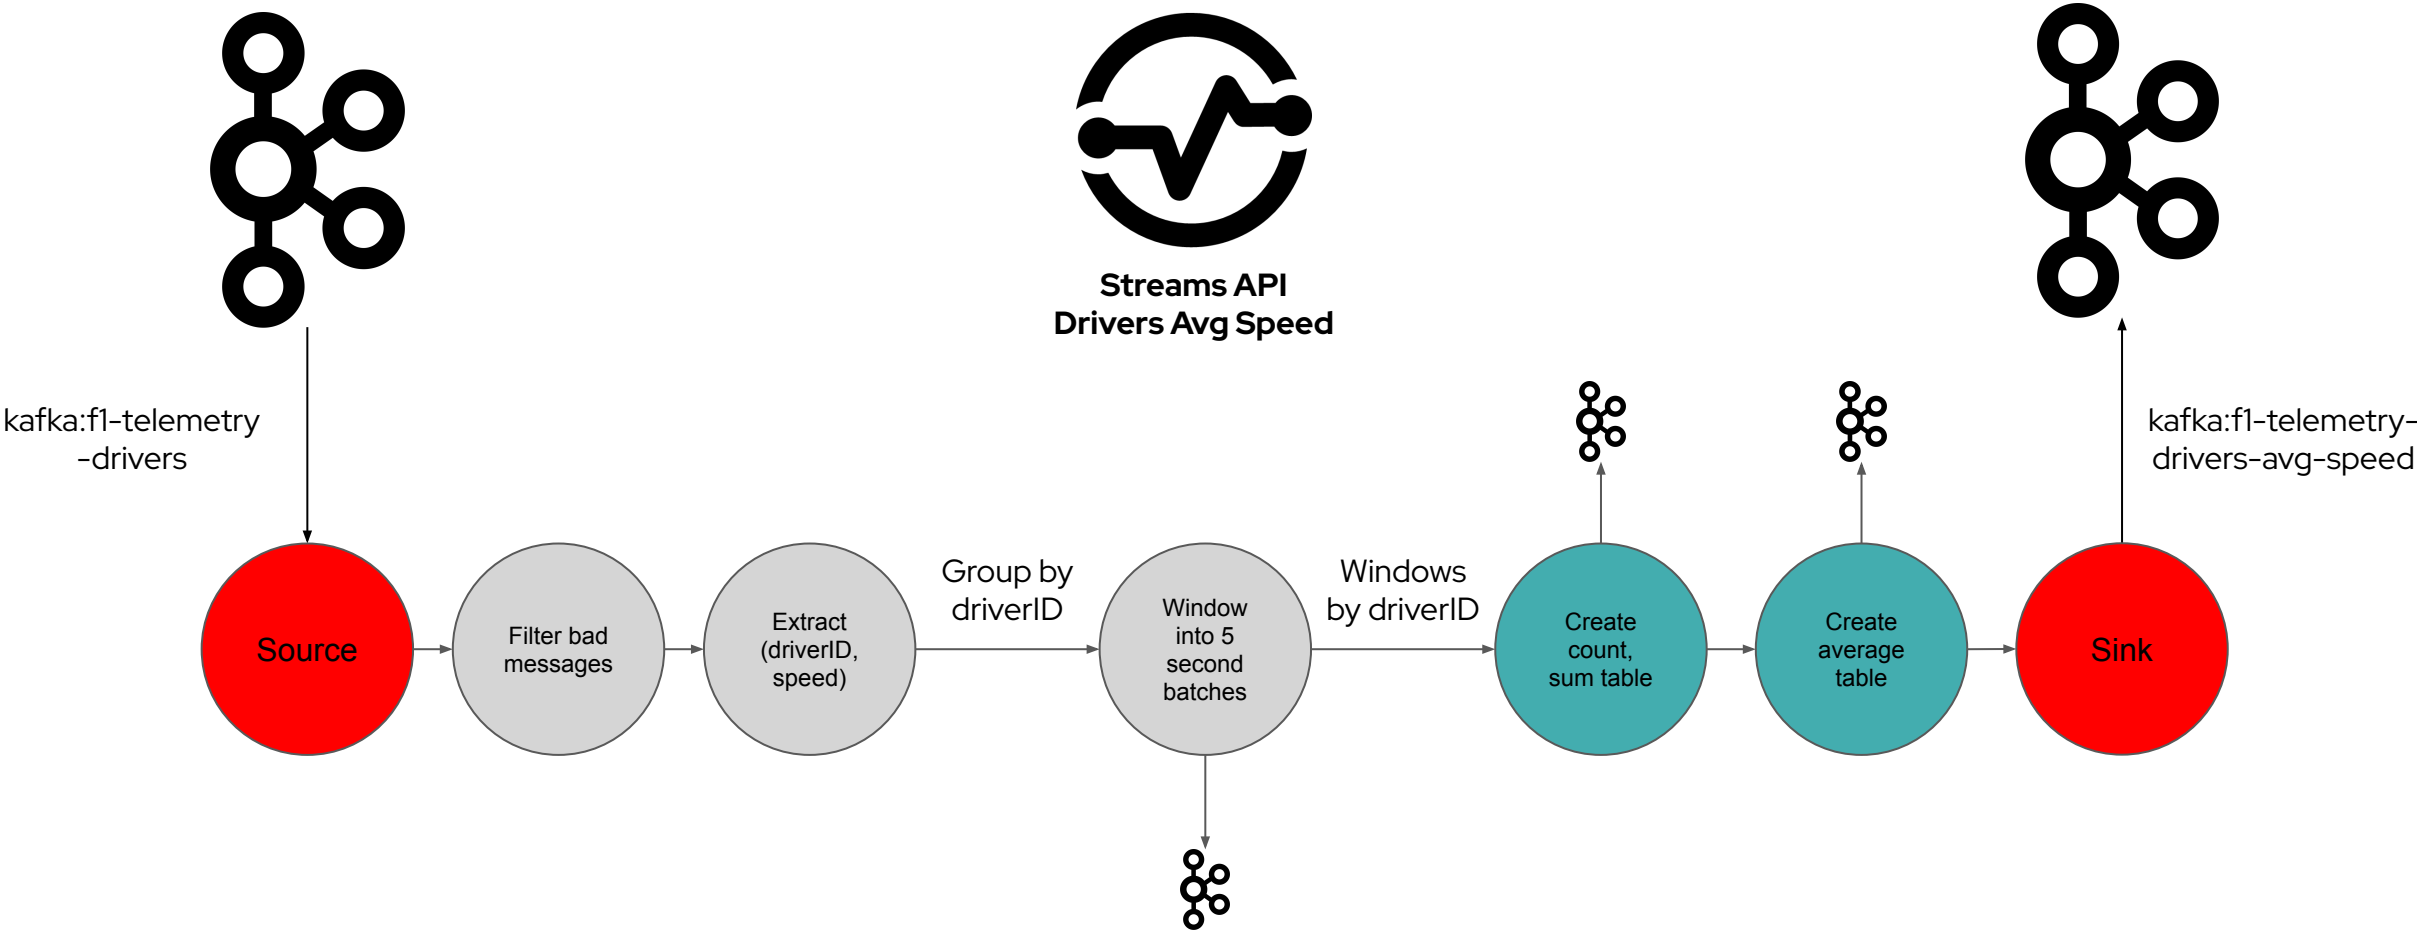 Streams API
Drivers Avg Speed
kafka:f1-telemetry
-drivers
kafka:f1-telemetry-
drivers-avg-speed
Source
Filter bad
messages
Extract
(driverID,
speed)
Group by
driverID
Window
into 5
second
batches
Windows
by driverID
Create
count,
sum table
Create
average
table
Sink